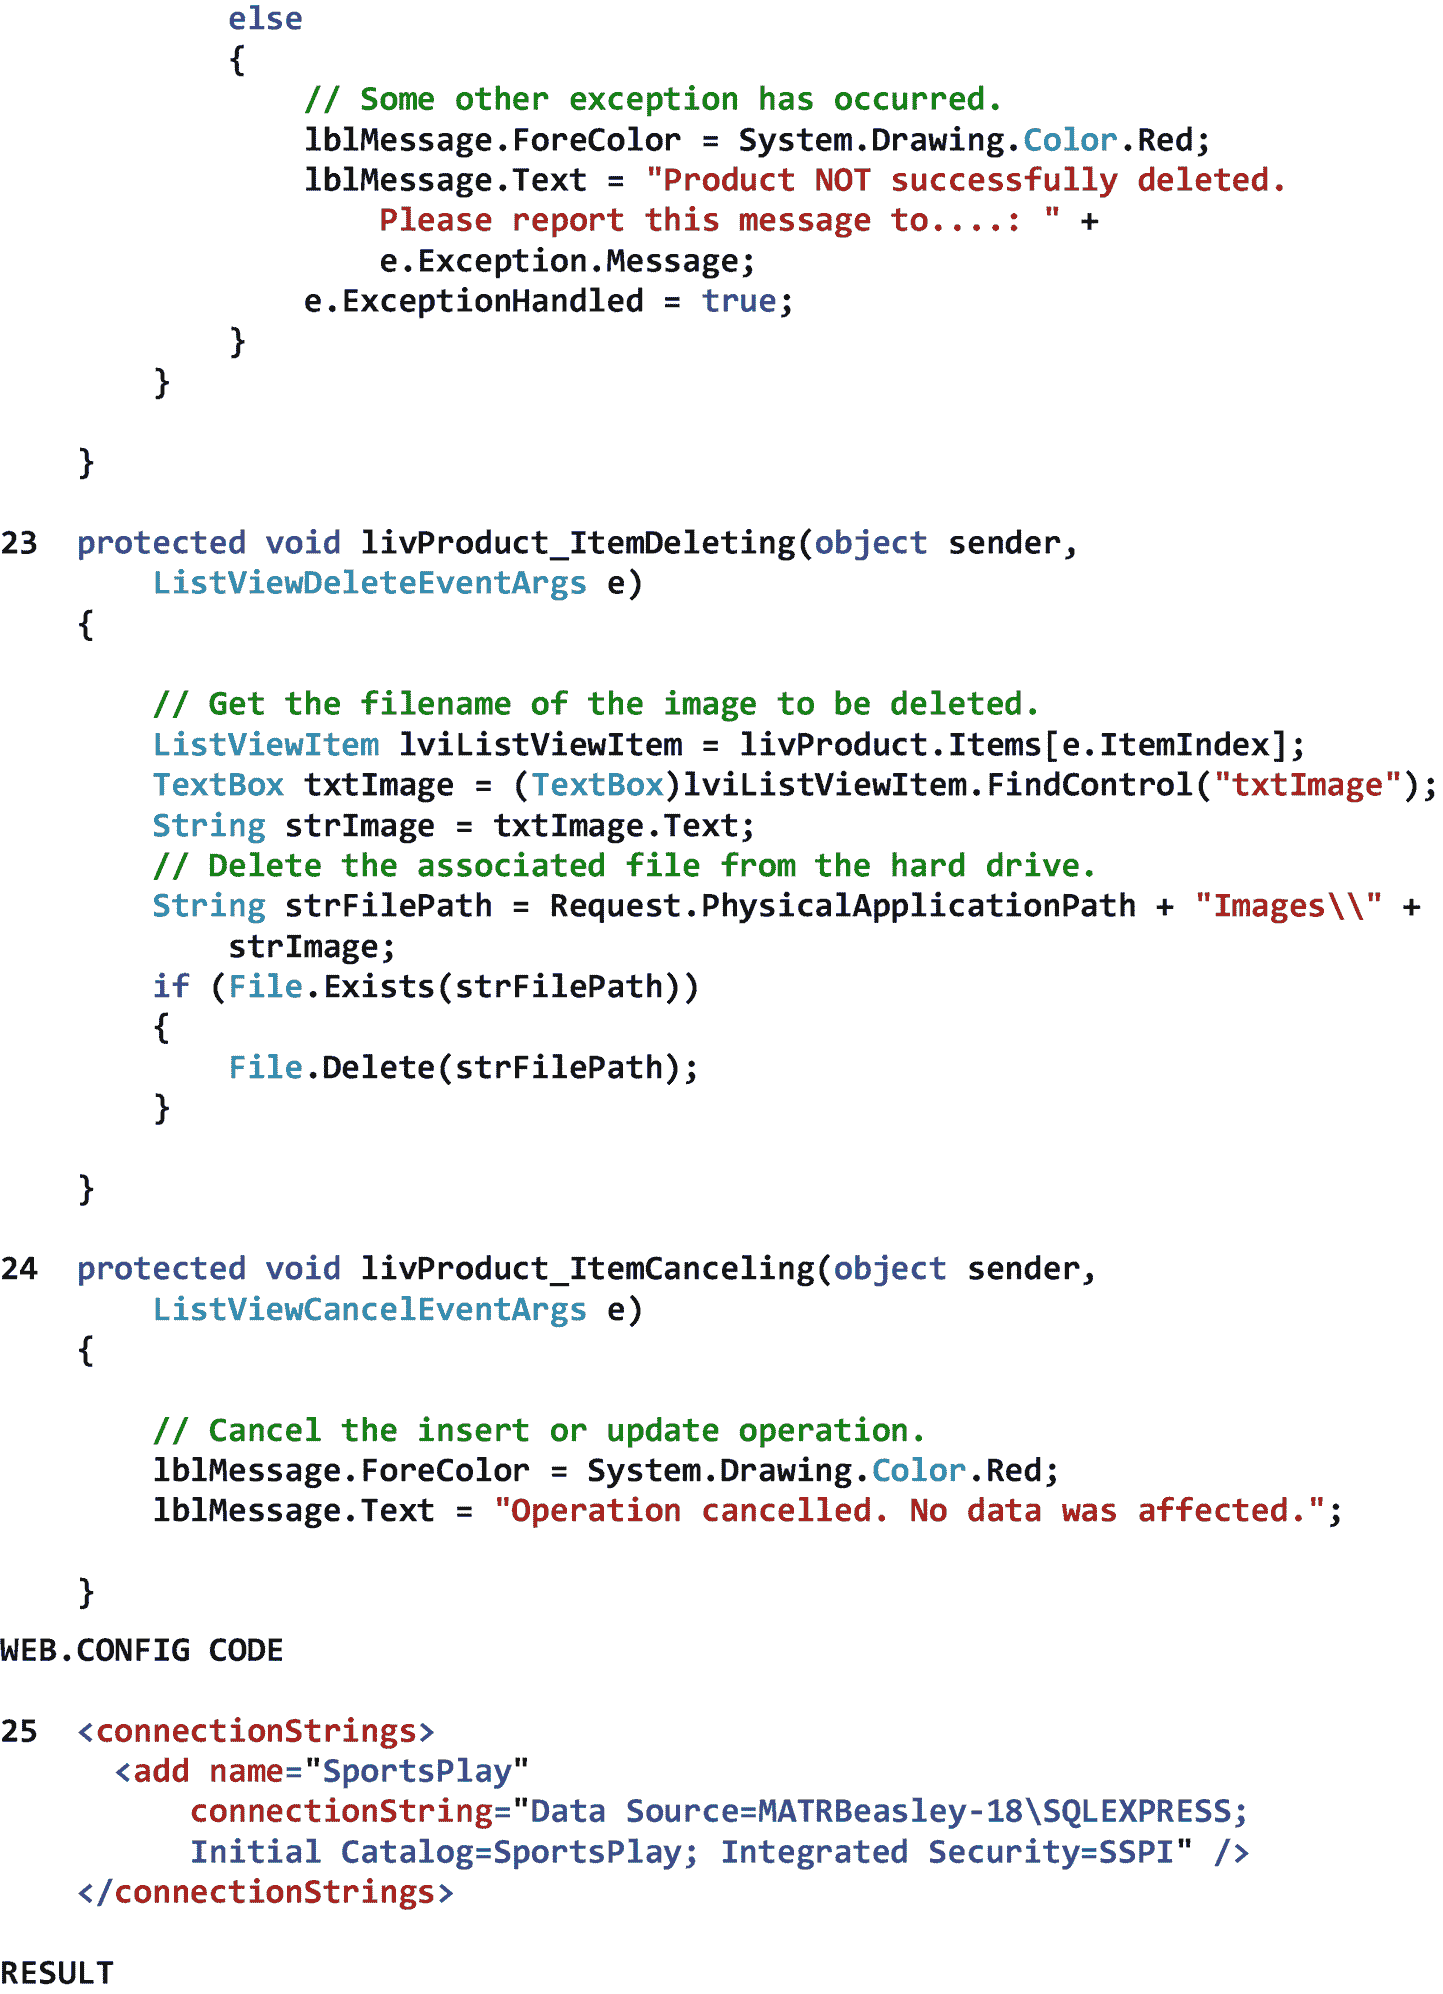 else
{
// Some other exception has occurred.
lblMessage.ForeColor = System.Drawing.Color.Red;
lblMessage.Text = "Product NOT successfully deleted.
Please report this message to....: " +
e.Exception.Message;
e.ExceptionHandled = true;
}
}
}
23 protected void livProduct_ItemDeleting(object sender,
ListViewDeleteEventArgs e)
{
// Get the filename of the image to be deleted.
ListViewItem lviListViewItem = livProduct.Items[e.ItemIndex];
TextBox txtImage = (TextBox)lviListViewItem.FindControl("txtImage");
String strImage = txtImage.Text;
// Delete the associated file from the hard drive.
String strFilePath = Request.PhysicalApplicationPath + "Images\\" +
strImage;
if (File.Exists(strFilePath))
{
File.Delete(strFilePath);
}
}
24 protected void livProduct_ItemCanceling(object sender,
ListViewCancelEventArgs e)
{
// Cancel the insert or update operation.
lblMessage.ForeColor = System.Drawing.Color.Red;
lblMessage.Text = "Operation cancelled. No data was affected.";
}
WEB.CONFIG CODE
25 <connectionStrings>
<add name="SportsPlay"
connectionString="Data Source=MATRBeasley-18\SQLEXPRESS;
Initial Catalog=SportsPlay; Integrated Security=SSPI" />
</connectionStrings>
RESULT